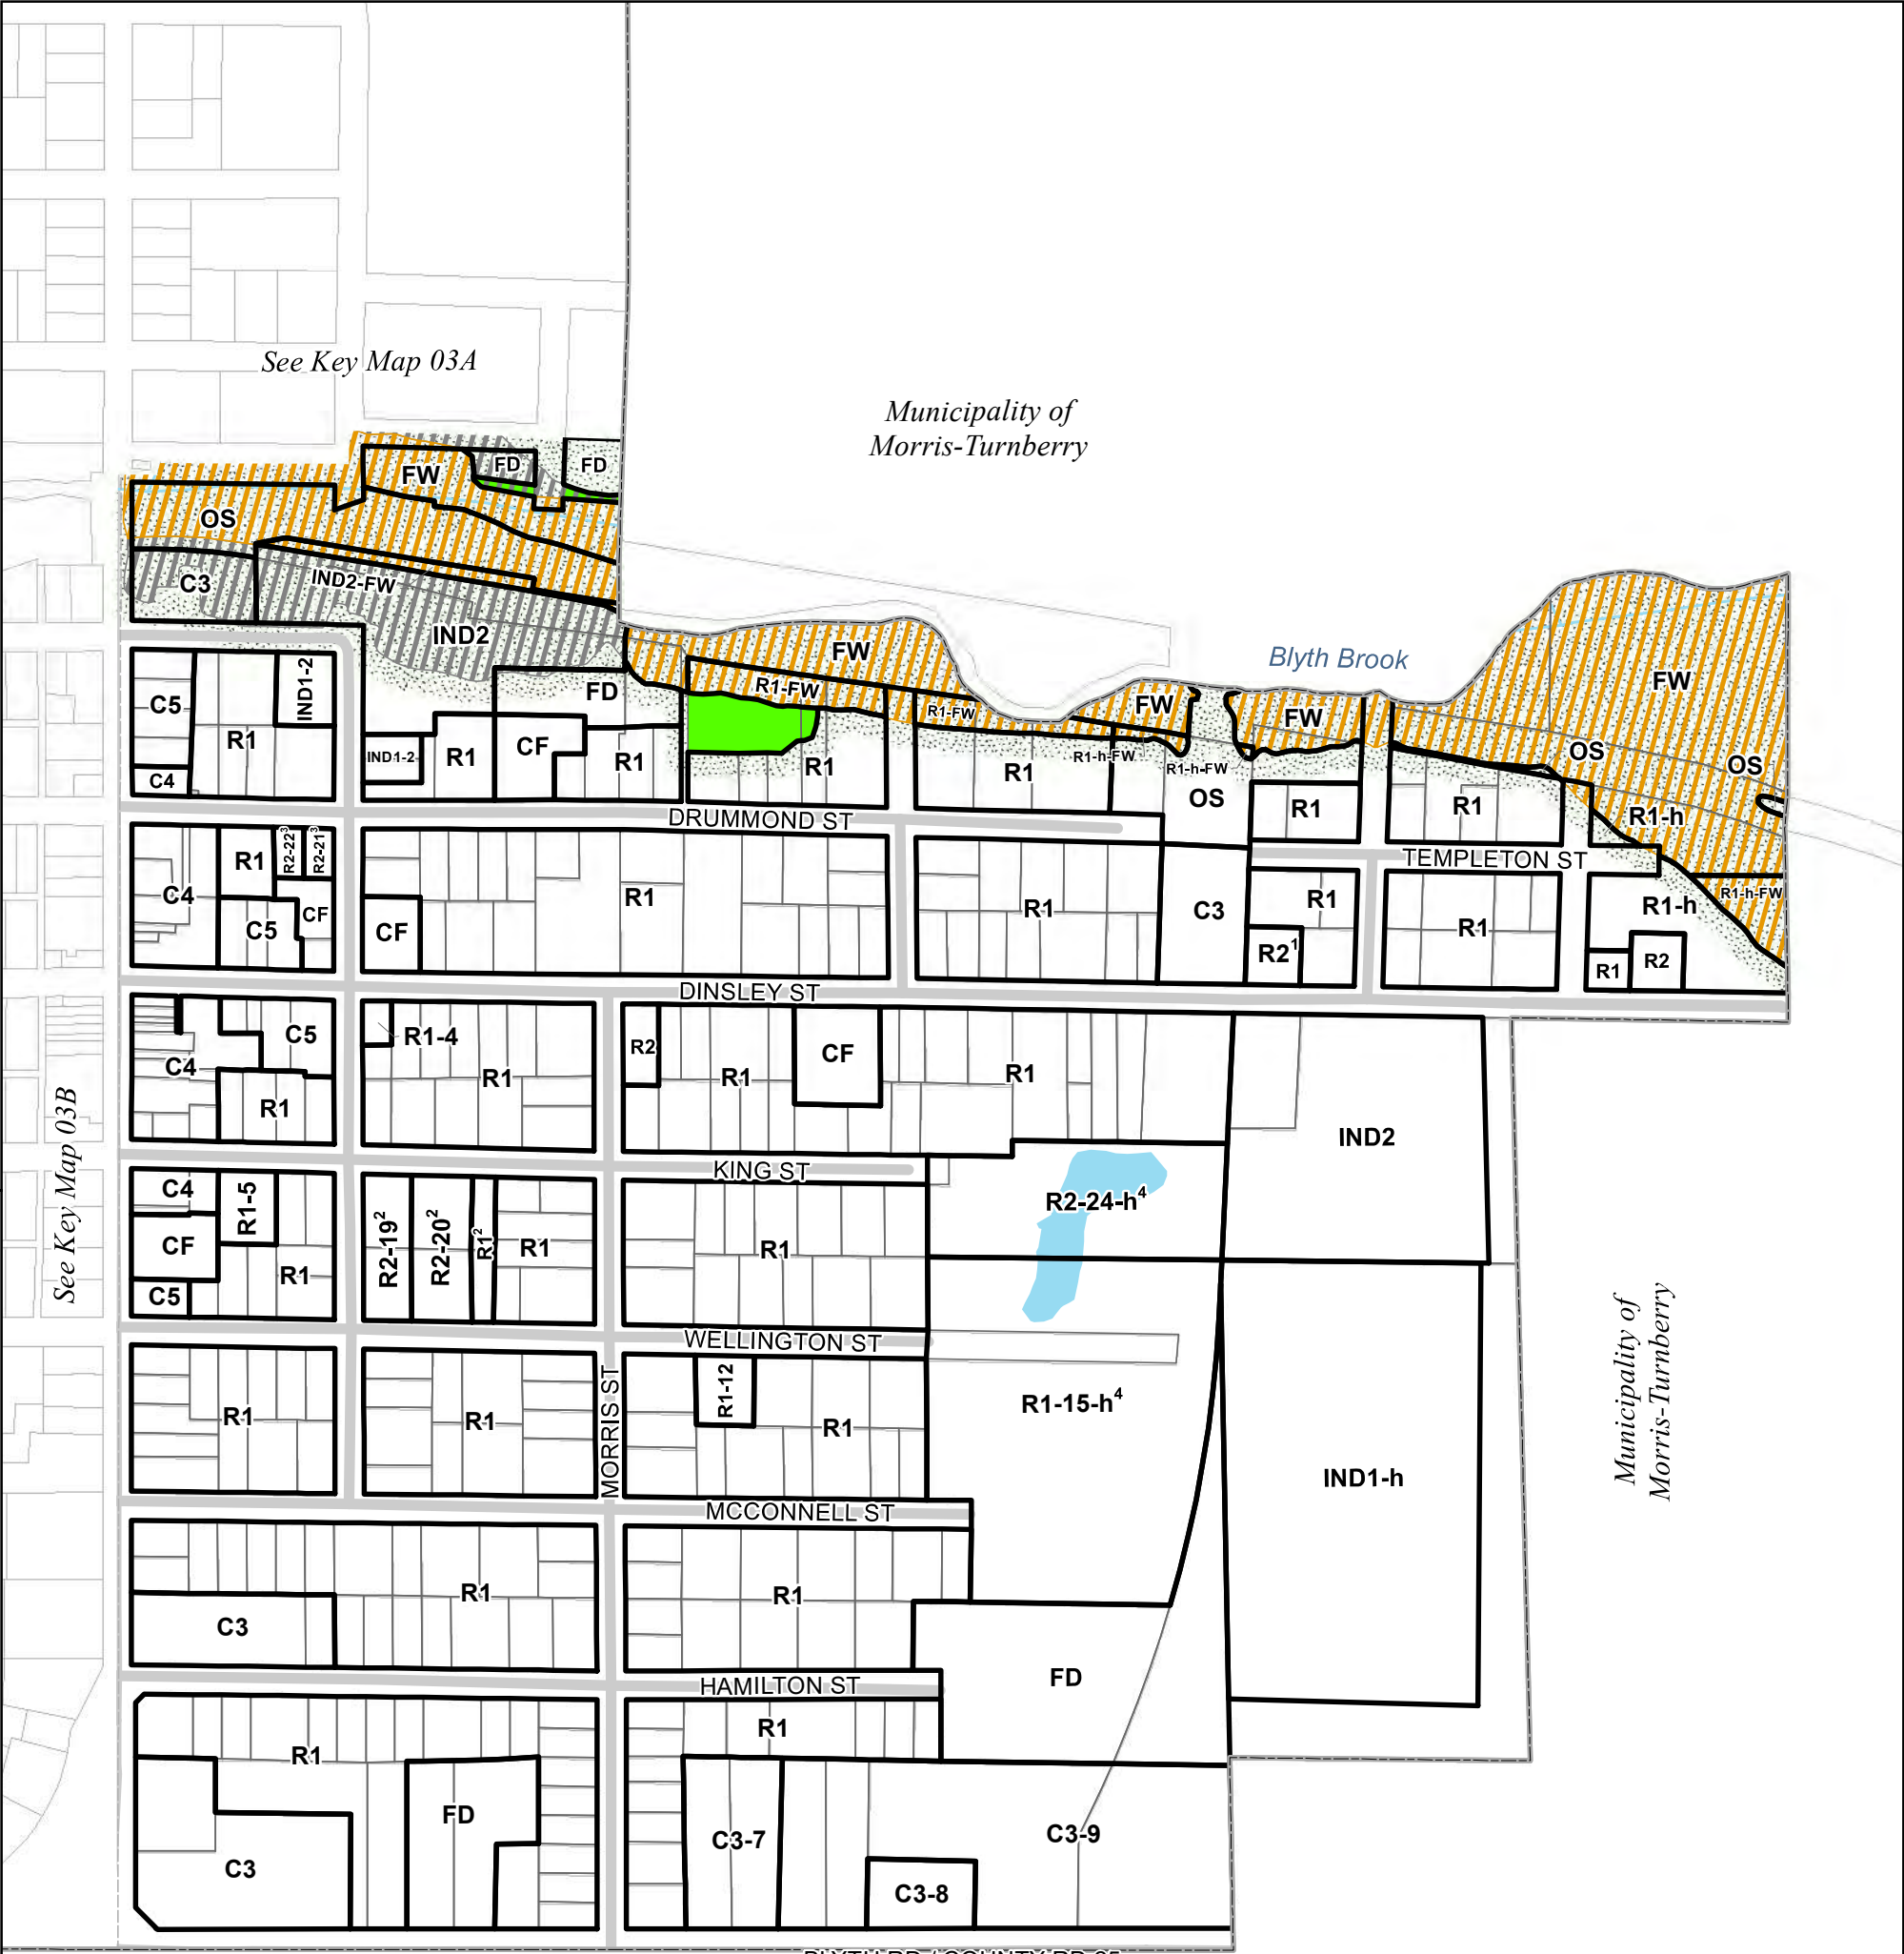 See Key Map 03A
Municipality of
Morris-Turnberry
FW
FD
FD
OS
C3
IND2-FW
IND2
FW
Blyth Brook
FW
R1-FW
R1-FW
FW
FW
OS
OS
FD
C5
R1
IND1-2
C4
IND1-2
R1
CF
R1
R1
R1
R1-h-FW
R1-h-FW
OS
R1
R1
R1-h
DRUMMOND ST
TEMPLETON ST
C4
R1
R2-22³
R2-21³
C5
CF
CF
R1
R1
C3
R1
R2¹
R1
R1-h-FW
R1-h
R1
R2
DINSLEY ST
C4
C5
R1
R1-4
R1
R2
R1
CF
R1
IND2
KING ST
See Key Map 03B
C4
R1-5
CF
R1
C5
R2-19²
R2-20²
R1²
R1
R1
R2-24-h⁴
WELLINGTON ST
R1
R1
MORRIS ST
R1-12
R1
R1-15-h⁴
IND1-h
Municipality of
Morris-Turnberry
MCCONNELL ST
R1
C3
R1
FD
HAMILTON ST
R1
C3
FD
R1
C3-7
C3-8
C3-9